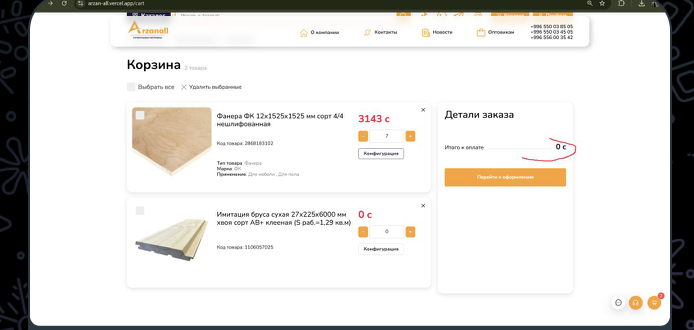 arzan-all.vercel.app/cart
Arzanall
О компании
Контакты
Новости
Оптовикам
+996 550 03 85 05
+996 550 03 45 05
+996 556 00 35 42
Корзина 2 товара
Выбрать все
Удалить выбранные
Фанера ФК 12х1525х1525 мм сорт 4/4
нешлифованная
Код товара: 2868183102
Тип товара: Фанера
Марка: ФК
Применение: Для мебели , Для пола
3143 с
- 7 +
Конфигурация
Имитация бруса сухая 27х225х6000 мм
хвоя сорт АВ+ клееная (S раб.=1,29 кв.м)
Код товара: 1106057025
0 с
- 0 +
Конфигурация
Детали заказа
Итого к оплате 0 с
Перейти к оформлению
2